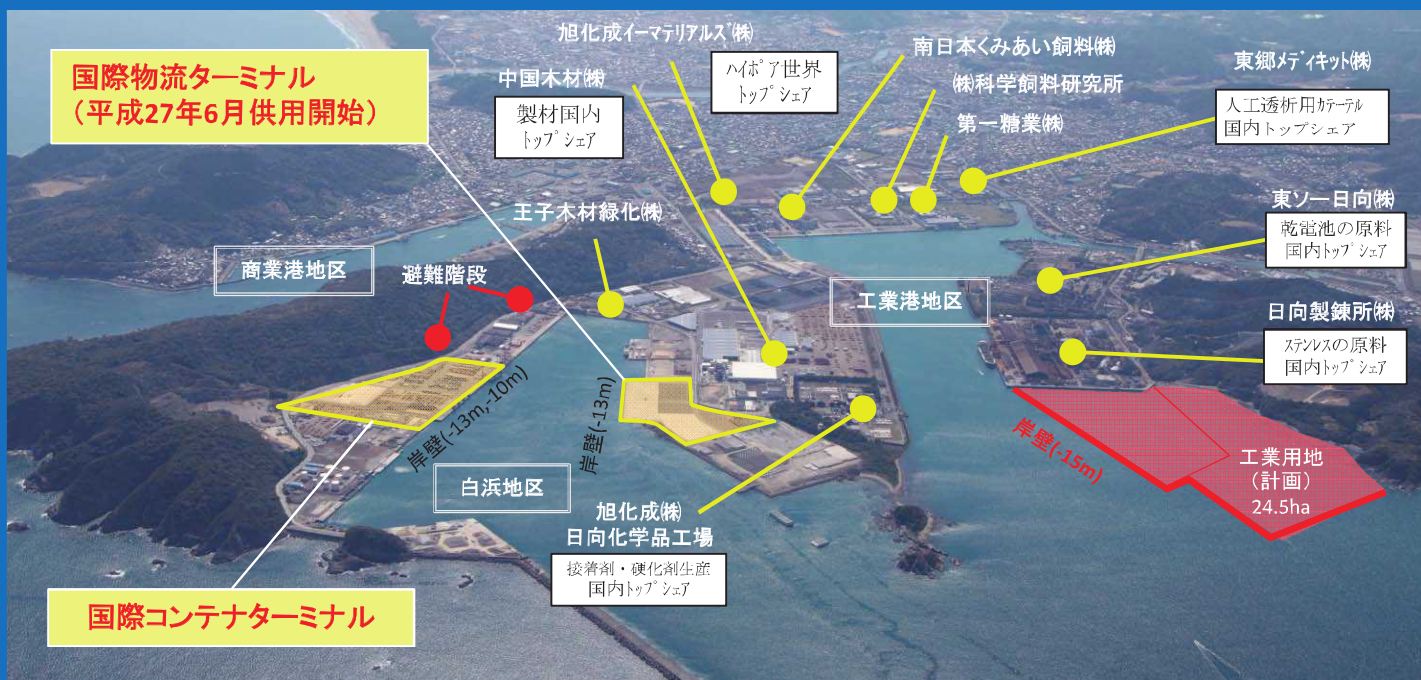 国際物流ターミナル
（平成27年6月供用開始）
旭化成イーマテリアルズ㈱
ハイポア世界
トップシェア
中国木材㈱
製材国内
トップシェア
南日本くみあい飼料㈱
㈱科学飼料研究所
第一糖業㈱
東郷メディキット㈱
人工透析用カテーテル
国内トップシェア
東ソー日向㈱
乾電池の原料
国内トップシェア
王子木材緑化㈱
商業港地区
避難階段
工業港地区
日向製錬所㈱
ステンレスの原料
国内トップシェア
岸壁(-13m,-10m)
岸壁(-13m)
岸壁(-15m)
工業用地
（計画）
24.5ha
白浜地区
旭化成㈱
日向化学品工場
接着剤・硬化剤生産
国内トップシェア
国際コンテナターミナル